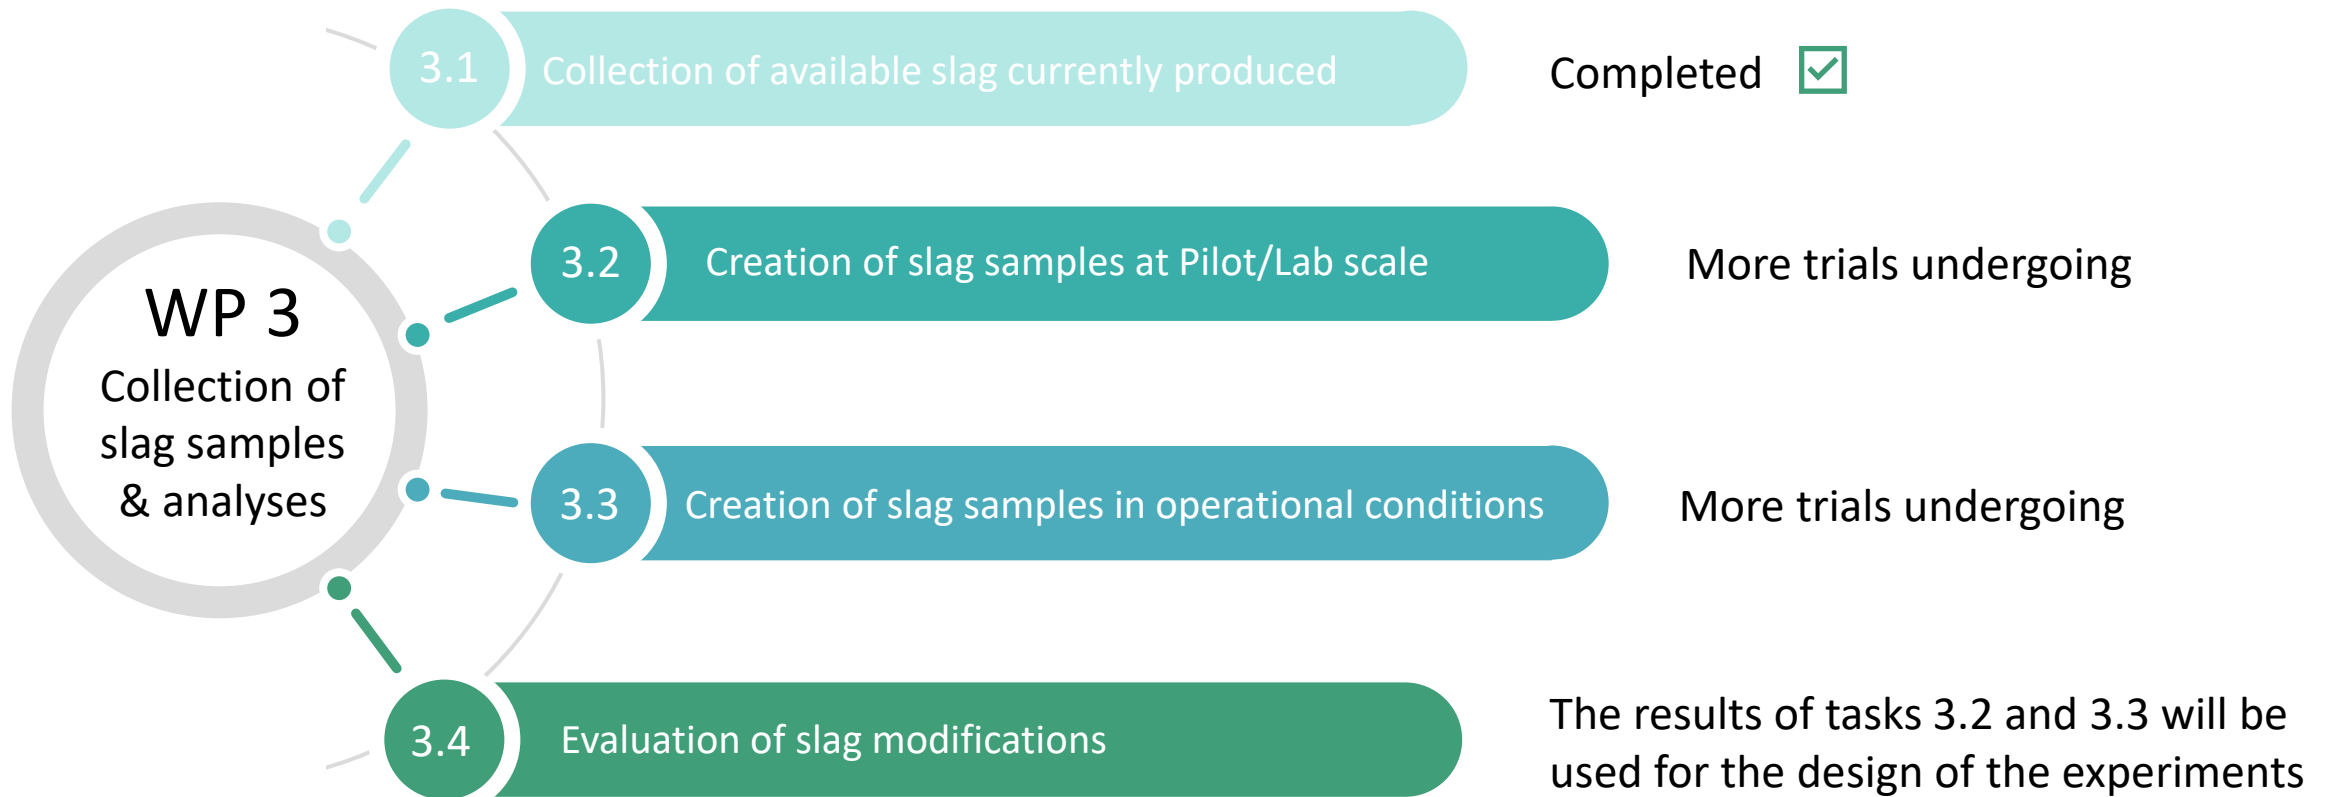 3.1
Collection of available slag currently produced
Completed
3.2
Creation of slag samples at Pilot/Lab scale
More trials undergoing
WP 3
Collection of
slag samples
& analyses
3.3
Creation of slag samples in operational conditions
More trials undergoing
3.4
Evaluation of slag modifications
The results of tasks 3.2 and 3.3 will be
used for the design of the experiments